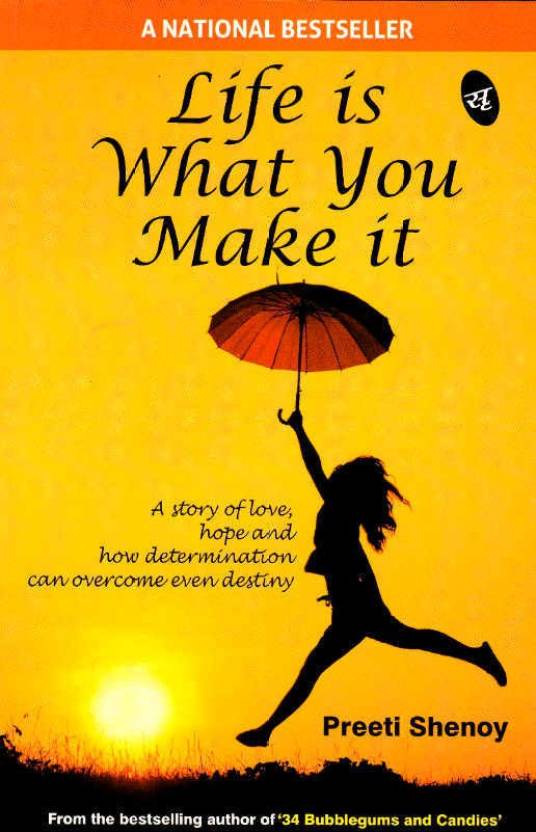 A NATIONAL BESTSELLER
Life is
What You
Make it
सृ
A story of love,
hope and
how determination
can overcome even destiny
Preeti Shenoy
From the bestselling author of '34 Bubblegums and Candies'